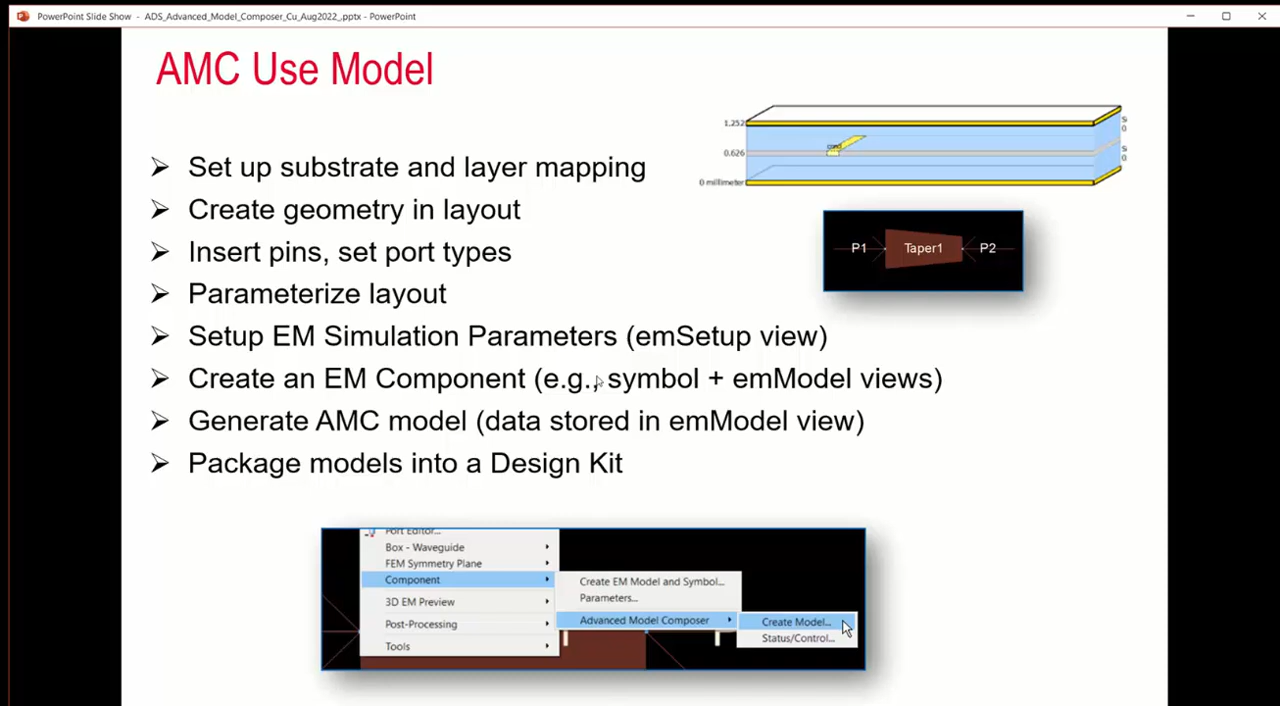 PowerPoint Slide Show - ADS_Advanced_Model_Composer_Cu_Aug2022_.pptx - PowerPoint
AMC Use Model
➢ Set up substrate and layer mapping
➢ Create geometry in layout
➢ Insert pins, set port types
➢ Parameterize layout
➢ Setup EM Simulation Parameters (emSetup view)
➢ Create an EM Component (e.g., symbol + emModel views)
➢ Generate AMC model (data stored in emModel view)
➢ Package models into a Design Kit
1.252
0.626
0 millimeter
cond
S
0
S
0
P1 Taper1 P2
Port Editor...
Box - Waveguide
FEM Symmetry Plane
Component
3D EM Preview
Post-Processing
Tools
Create EM Model and Symbol...
Parameters...
Advanced Model Composer
Create Model...
Status/Control...